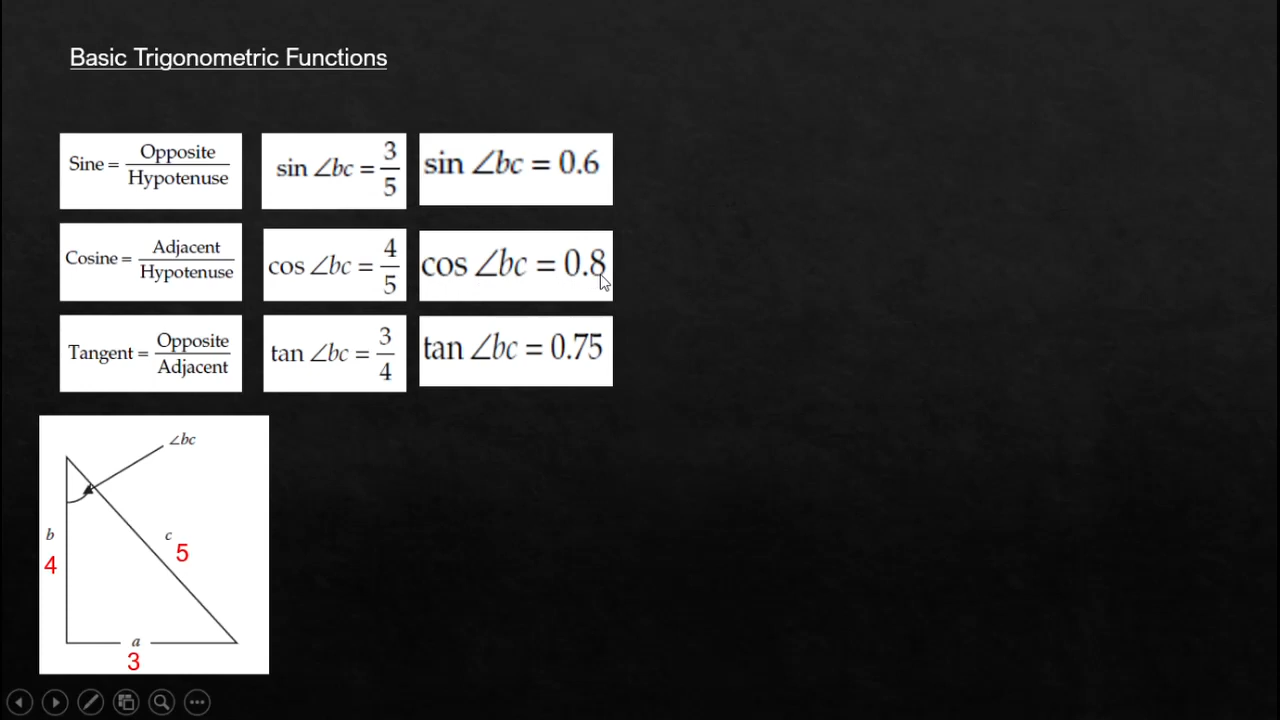 Basic Trigonometric Functions
Sine = Opposite / Hypotenuse
sin ∠bc = 3/5
sin ∠bc = 0.6
Cosine = Adjacent / Hypotenuse
cos ∠bc = 4/5
cos ∠bc = 0.8
Tangent = Opposite / Adjacent
tan ∠bc = 3/4
tan ∠bc = 0.75
∠bc
b
c
4
5
a
3